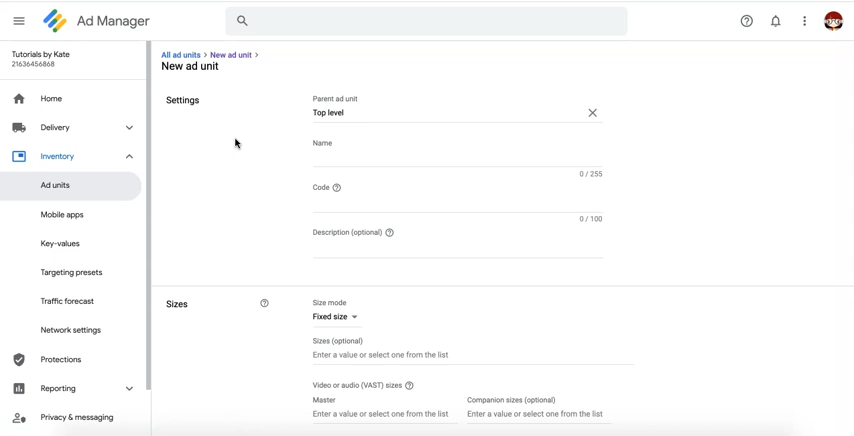 Ad Manager
Tutorials by Kate
21636456868
Home
Delivery
Inventory
Ad units
Mobile apps
Key-values
Targeting presets
Traffic forecast
Network settings
Protections
Reporting
Privacy & messaging
All ad units > New ad unit >
New ad unit
Settings
Parent ad unit
Top level
Name
0 / 255
Code
0 / 100
Description (optional)
Sizes
Size mode
Fixed size
Sizes (optional)
Enter a value or select one from the list
Video or audio (VAST) sizes
Master Companion sizes (optional)
Enter a value or select one from the list Enter a value or select one from the list